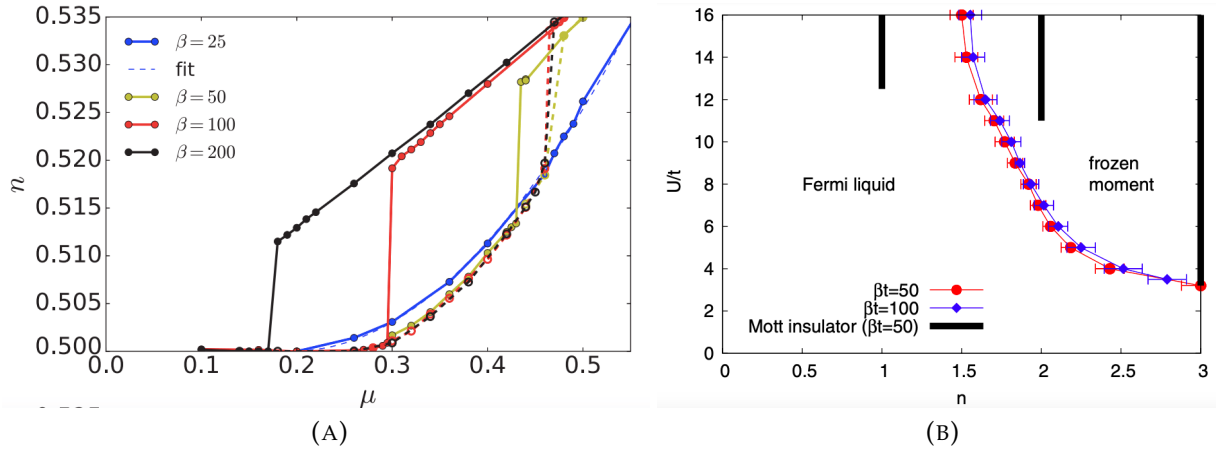 0.535
0.530
0.525
0.520
0.515
0.510
0.505
0.500
n
β = 25
fit
β = 50
β = 100
β = 200
0.0 0.1 0.2 0.3 0.4 0.5
μ
(A)
16
14
12
10
8
6
4
2
0
U/t
Fermi liquid
frozen
moment
βt=50
βt=100
Mott insulator (βt=50)
0 0.5 1 1.5 2 2.5 3
n
(B)